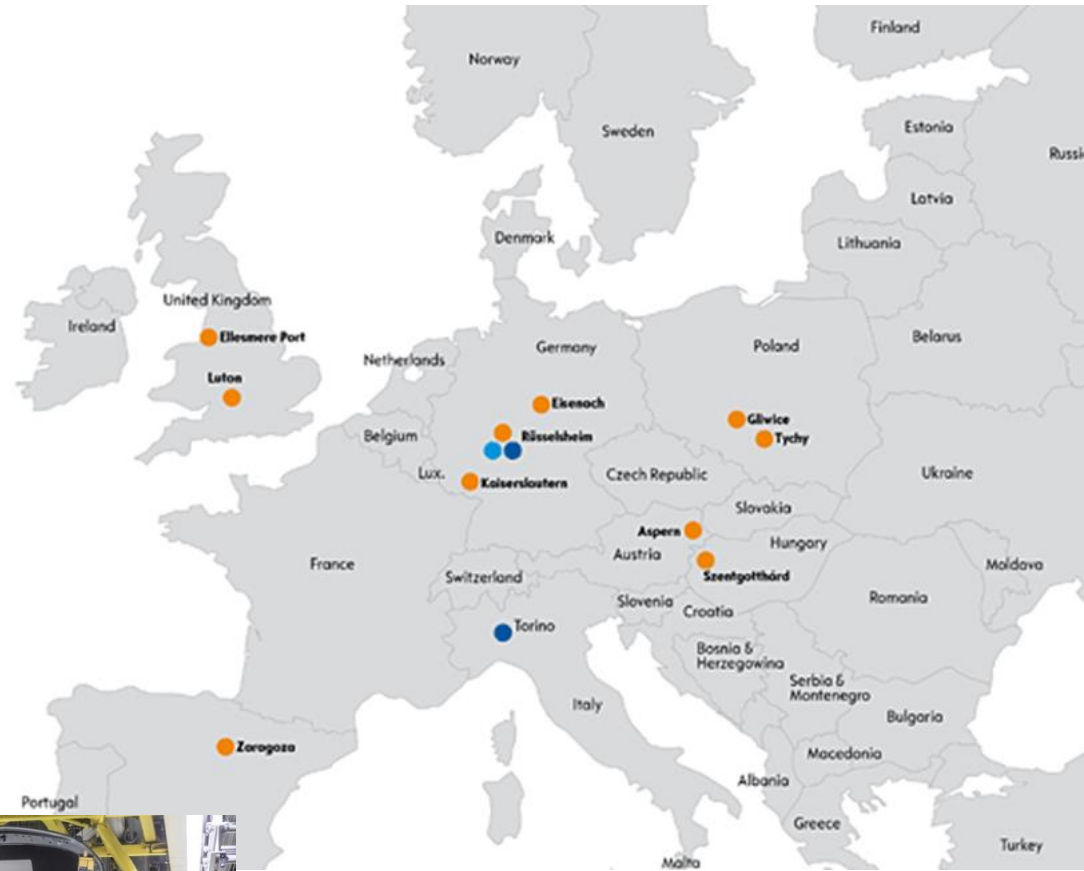 Finland
Norway
Estonia
Sweden
Russi
Latvia
Denmark
Lithuania
United Kingdom
Ireland
Ellesmere Port
Belarus
Germany
Poland
Netherlands
Luton
Eisenach
Gliwice
Belgium
Rüsselsheim
Tychy
Lux.
Kaiserslautern
Czech Republic
Ukraine
Slovakia
Aspern
Hungary
Austria
France
Moldova
Switzerland
Szentgotthárd
Romania
Slovenia
Croatia
Torino
Bosnia &
Herzegowina
Serbia &
Montenegro
Italy
Bulgaria
Zaragoza
Macedonia
Albania
Portugal
Greece
Turkey
Malta